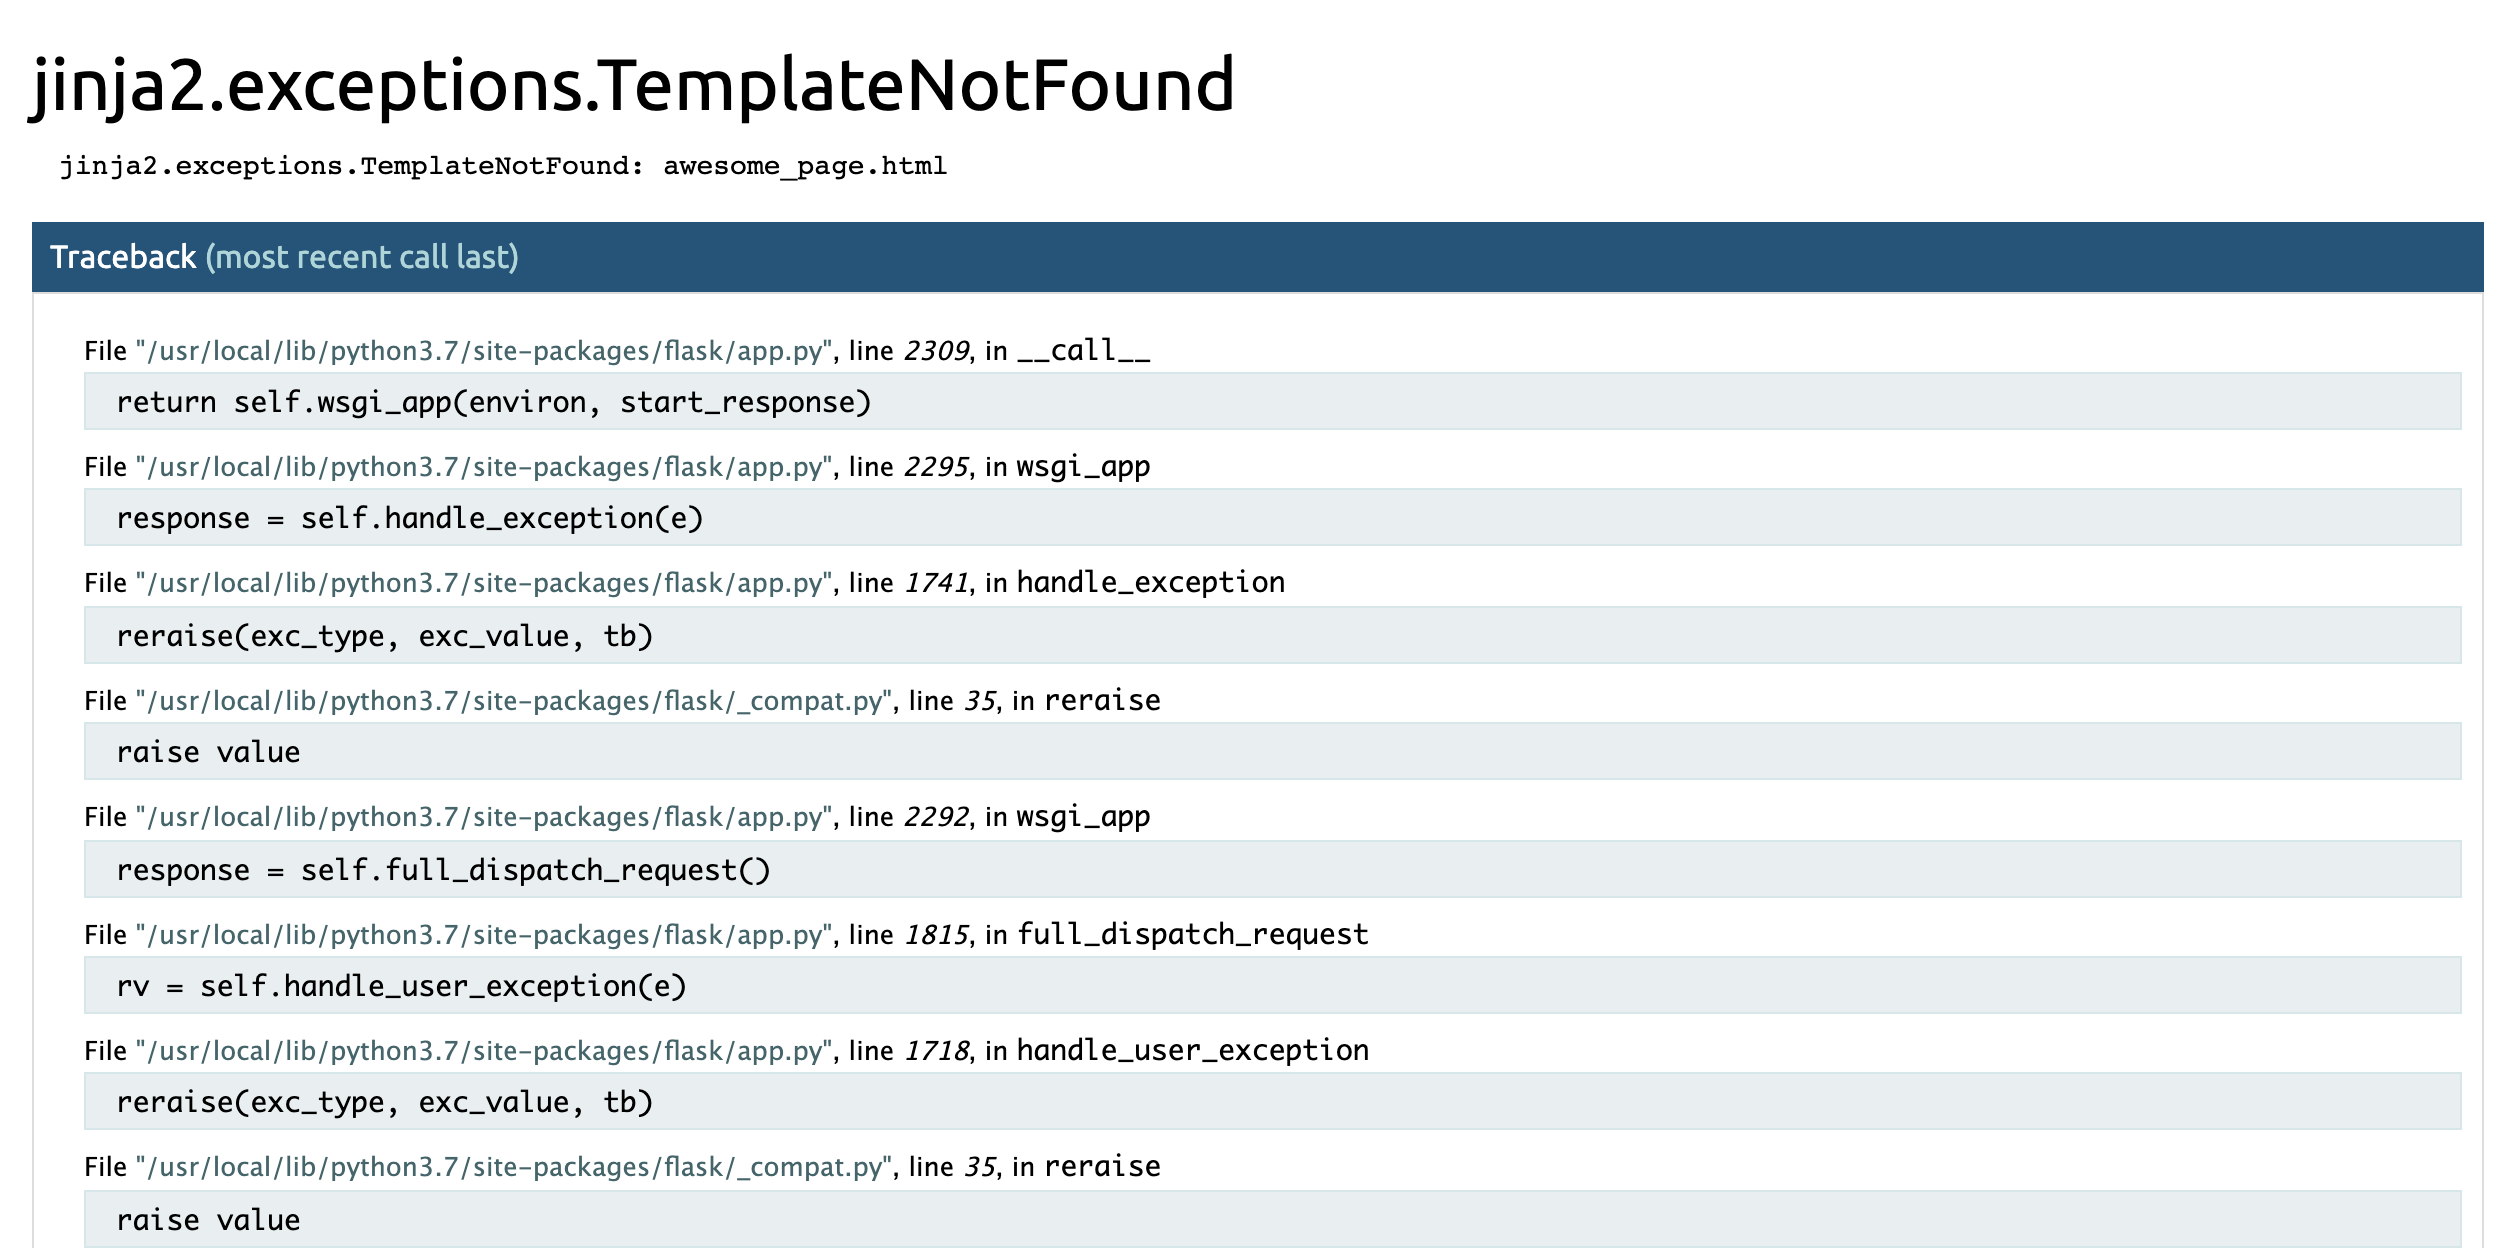 jinja2.exceptions.TemplateNotFound
jinja2.exceptions.TemplateNotFound: awesome_page.html
Traceback (most recent call last)
File "/usr/local/lib/python3.7/site-packages/flask/app.py", line 2309, in __call__
return self.wsgi_app(environ, start_response)
File "/usr/local/lib/python3.7/site-packages/flask/app.py", line 2295, in wsgi_app
response = self.handle_exception(e)
File "/usr/local/lib/python3.7/site-packages/flask/app.py", line 1741, in handle_exception
reraise(exc_type, exc_value, tb)
File "/usr/local/lib/python3.7/site-packages/flask/_compat.py", line 35, in reraise
raise value
File "/usr/local/lib/python3.7/site-packages/flask/app.py", line 2292, in wsgi_app
response = self.full_dispatch_request()
File "/usr/local/lib/python3.7/site-packages/flask/app.py", line 1815, in full_dispatch_request
rv = self.handle_user_exception(e)
File "/usr/local/lib/python3.7/site-packages/flask/app.py", line 1718, in handle_user_exception
reraise(exc_type, exc_value, tb)
File "/usr/local/lib/python3.7/site-packages/flask/_compat.py", line 35, in reraise
raise value